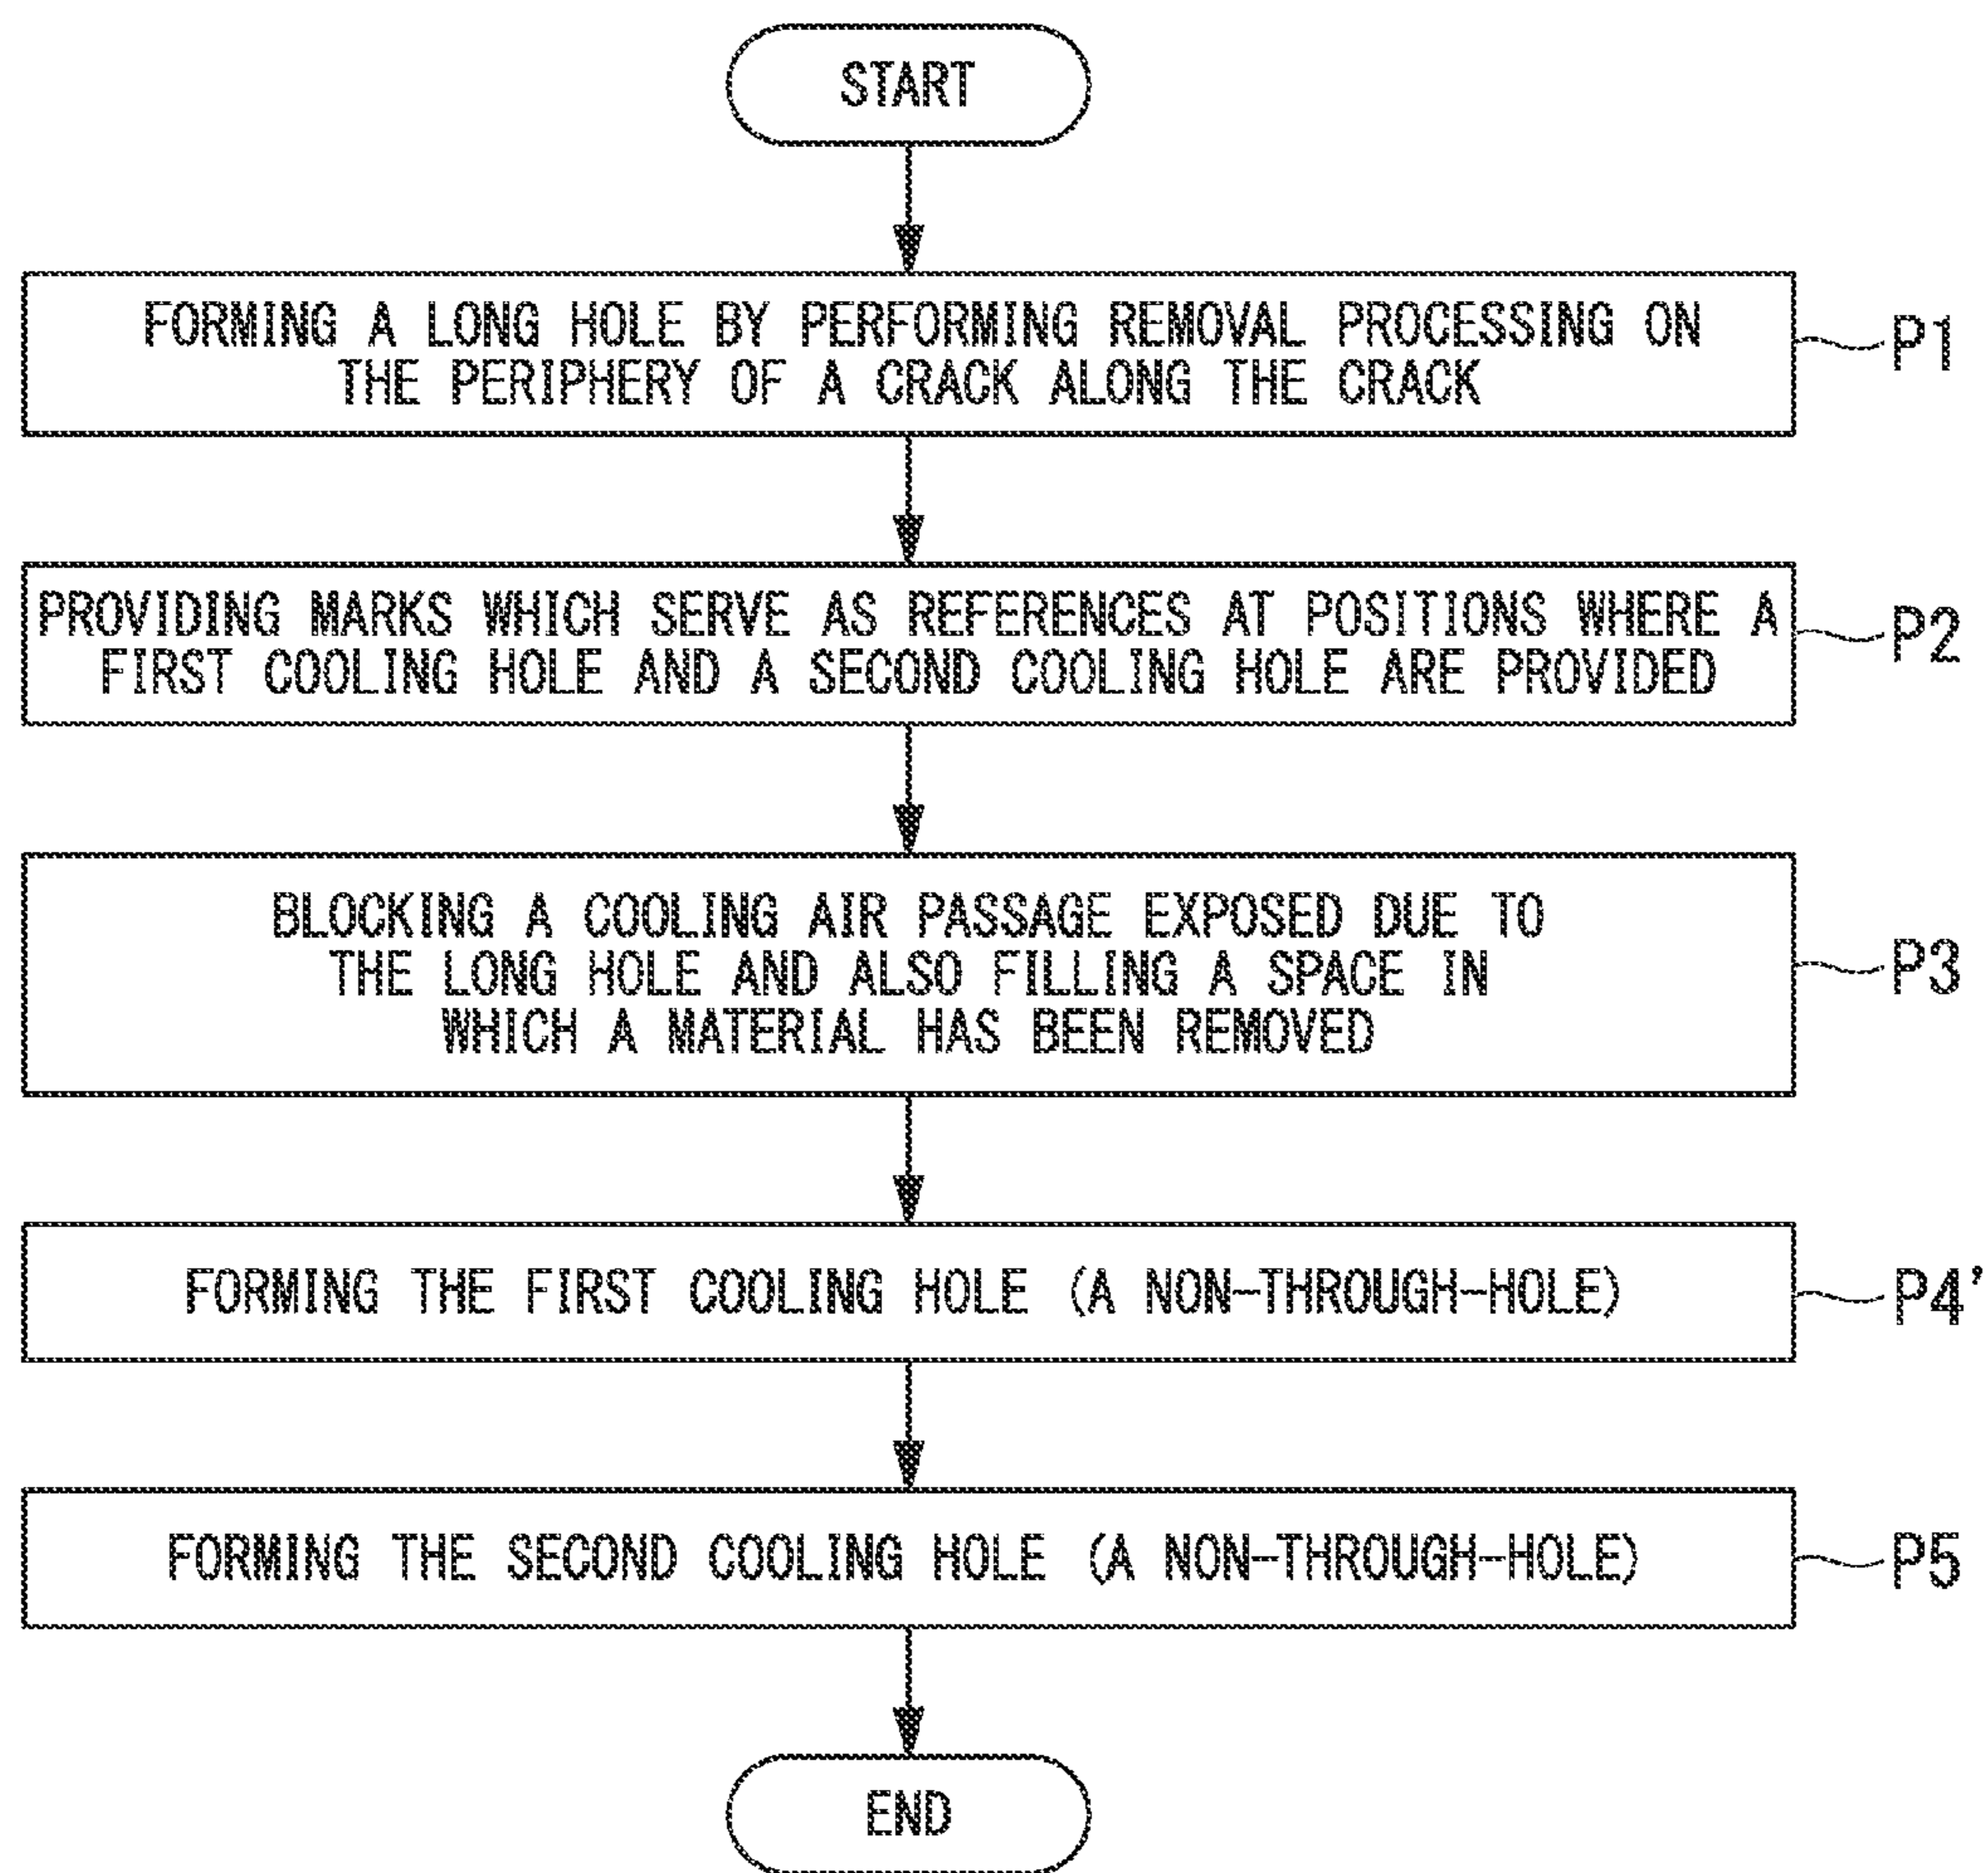 START
FORMING A LONG HOLE BY PERFORMING REMOVAL PROCESSING ON
THE PERIPHERY OF A CRACK ALONG THE CRACK
P1
PROVIDING MARKS WHICH SERVE AS REFERENCES AT POSITIONS WHERE A
FIRST COOLING HOLE AND A SECOND COOLING HOLE ARE PROVIDED
P2
BLOCKING A COOLING AIR PASSAGE EXPOSED DUE TO
THE LONG HOLE AND ALSO FILLING A SPACE IN
WHICH A MATERIAL HAS BEEN REMOVED
P3
FORMING THE FIRST COOLING HOLE (A NON-THROUGH-HOLE)
P4'
FORMING THE SECOND COOLING HOLE (A NON-THROUGH-HOLE)
P5
END